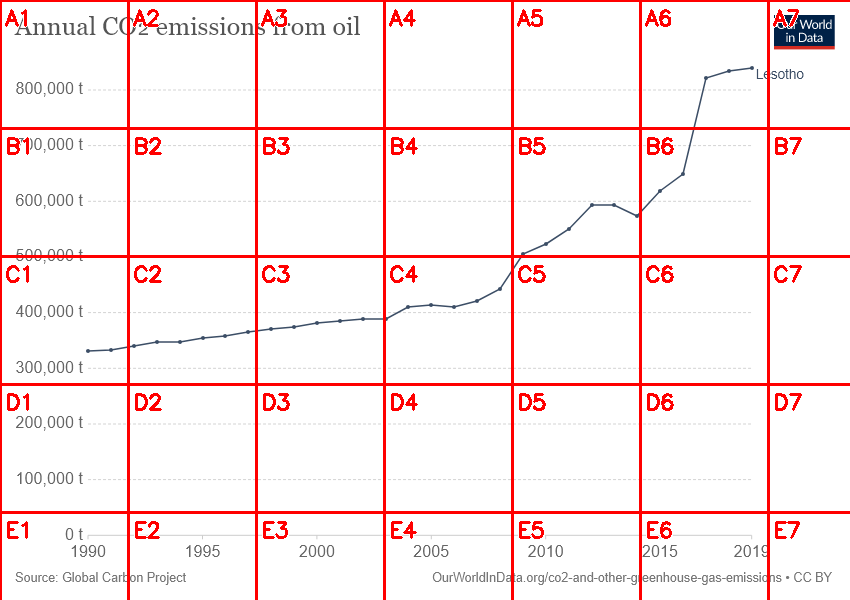 Annual CO₂ emissions from oil
Our World
in Data
800,000 t
Lesotho
700,000 t
600,000 t
500,000 t
400,000 t
300,000 t
200,000 t
100,000 t
0 t
1990 1995 2000 2005 2010 2015 2019
Source: Global Carbon Project
OurWorldInData.org/co2-and-other-greenhouse-gas-emissions • CC BY
A1 A2 A3 A4 A5 A6 A7
B1 B2 B3 B4 B5 B6 B7
C1 C2 C3 C4 C5 C6 C7
D1 D2 D3 D4 D5 D6 D7
E1 E2 E3 E4 E5 E6 E7